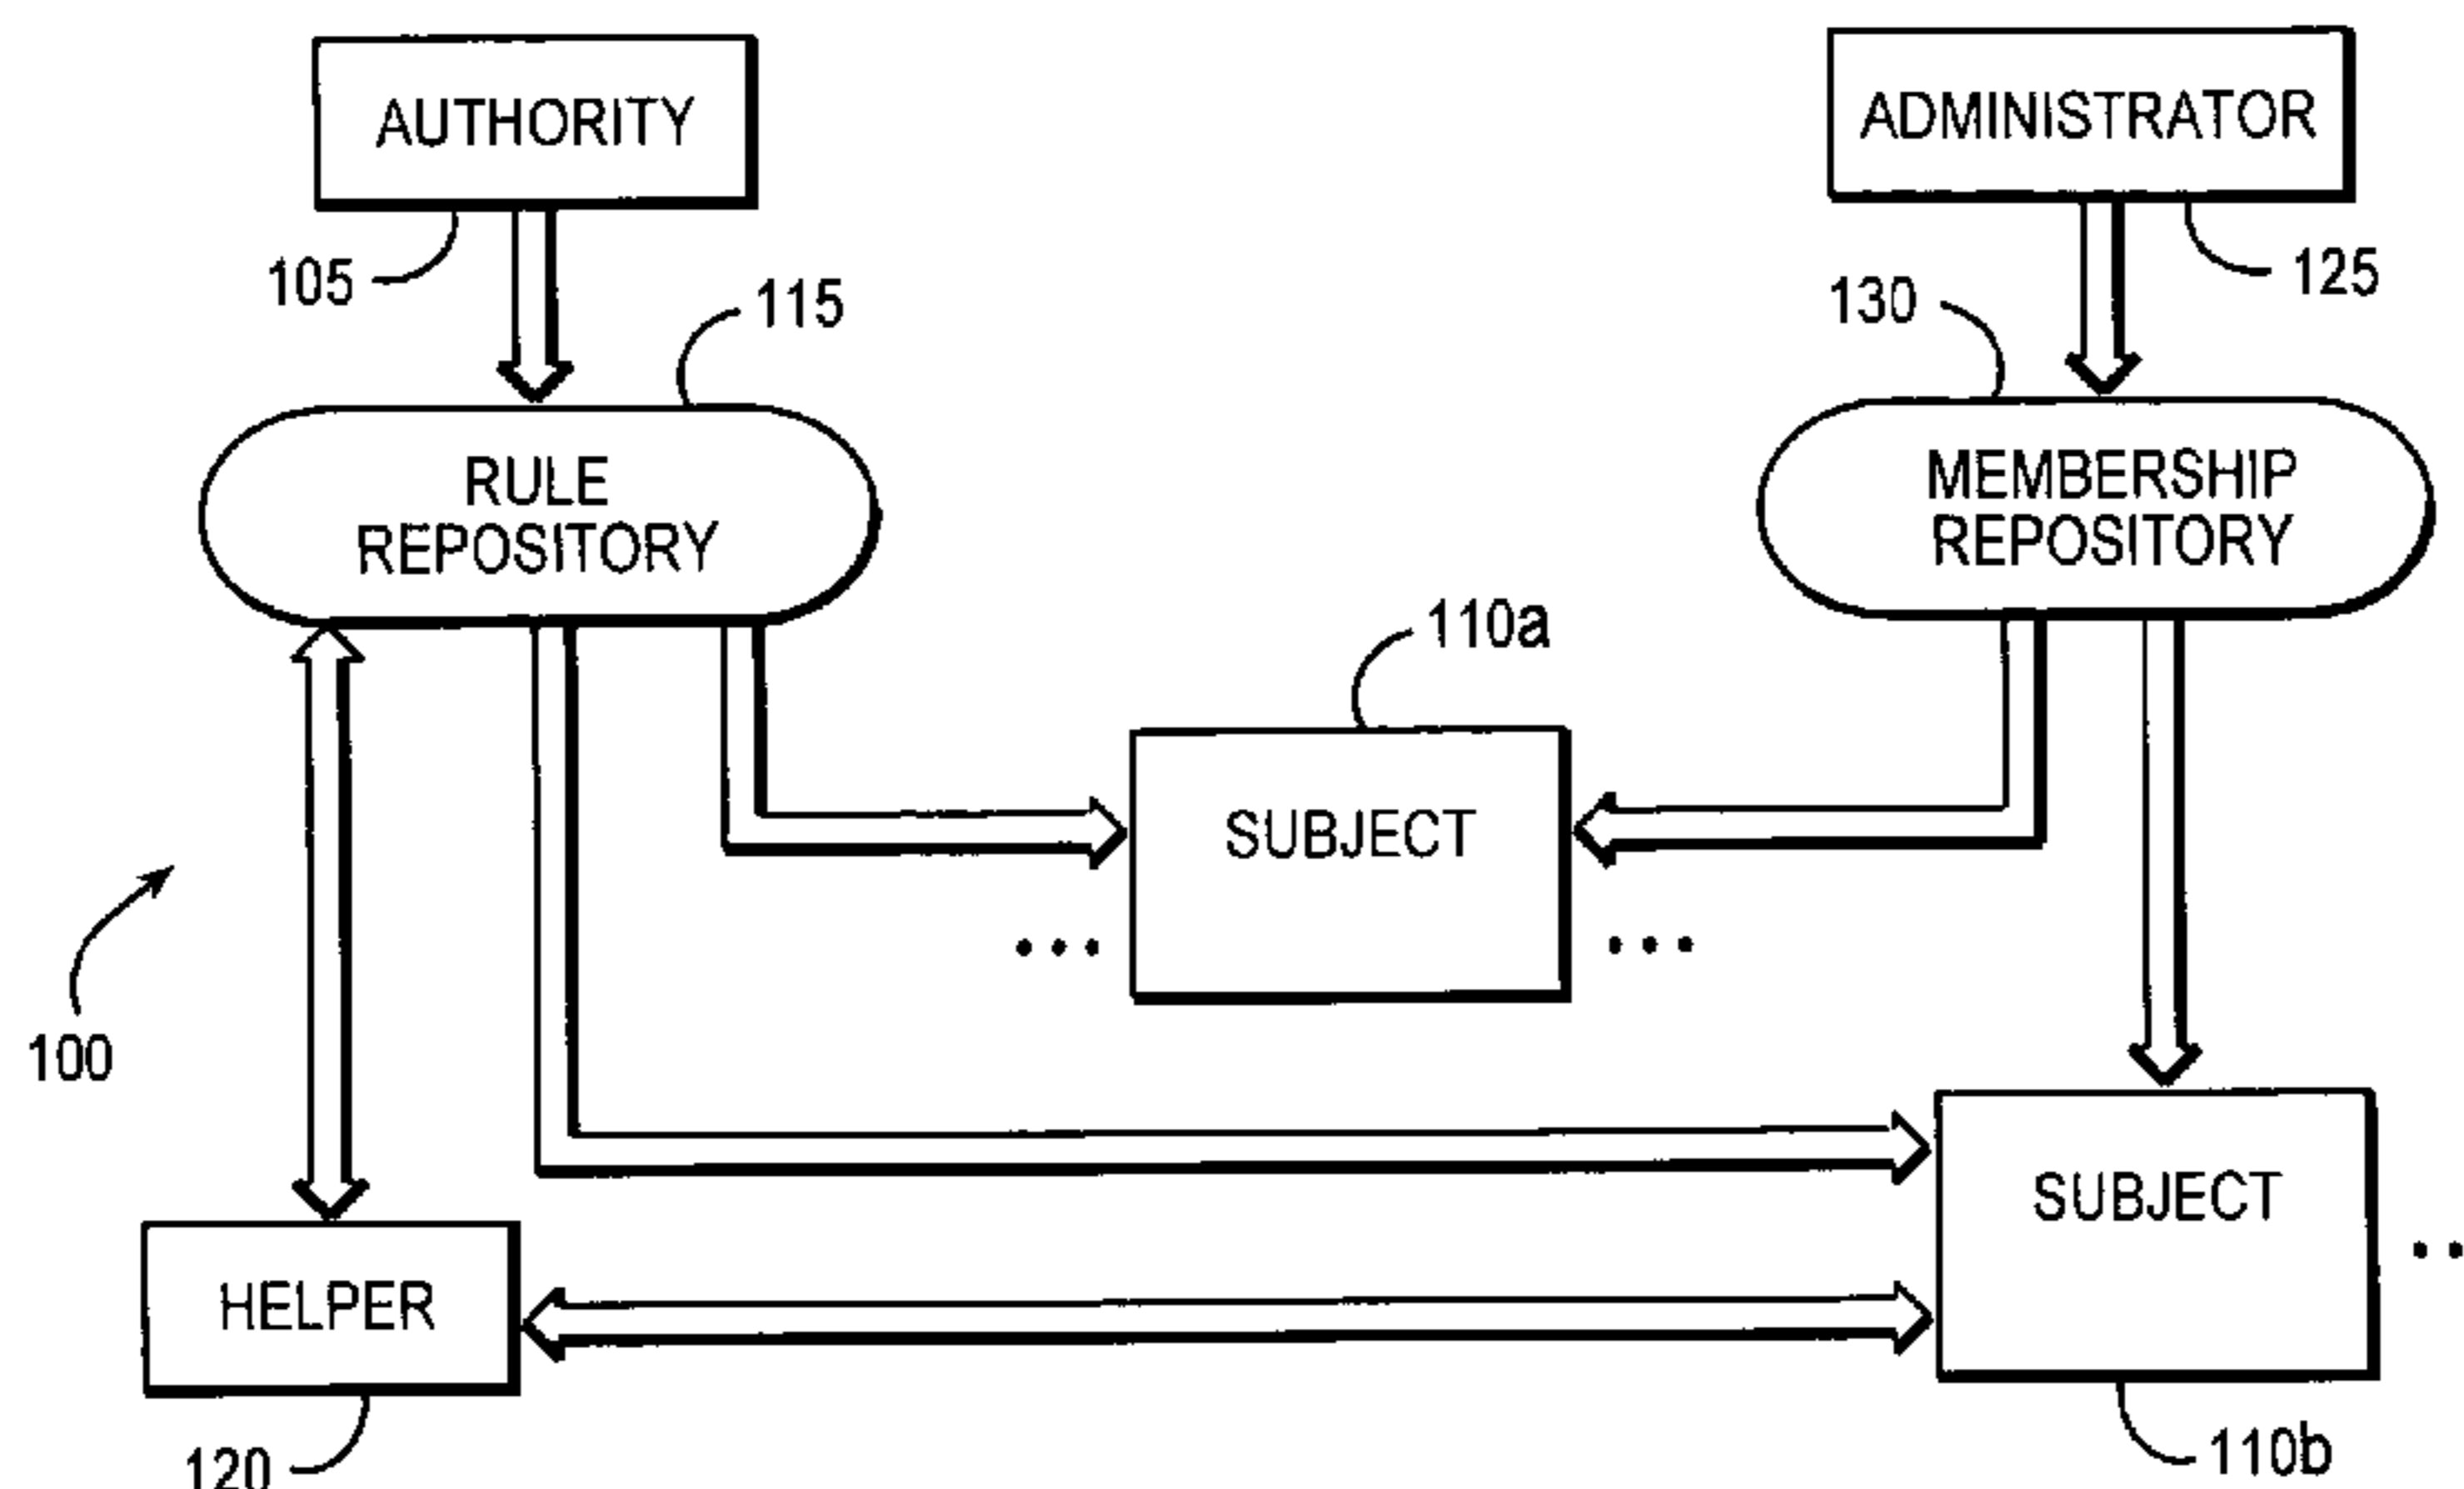 AUTHORITY
ADMINISTRATOR
105
125
115
130
RULE
REPOSITORY
MEMBERSHIP
REPOSITORY
110a
SUBJECT
...
...
100
SUBJECT
..
HELPER
120
110b